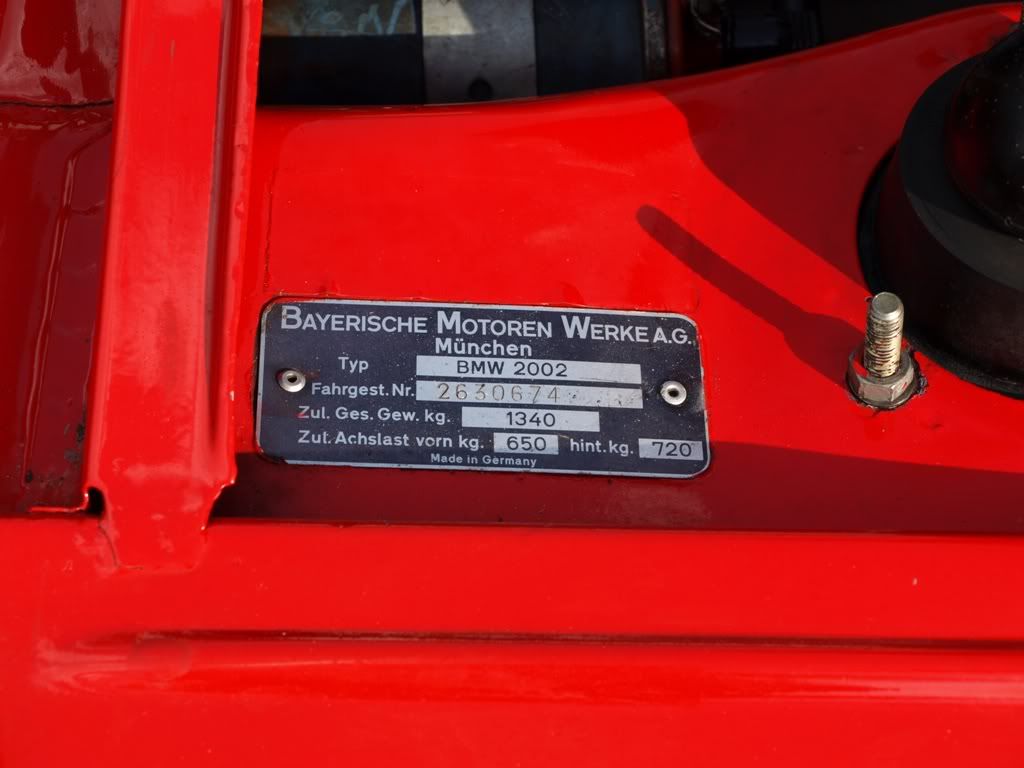 BAYERISCHE MOTOREN WERKE A.G.
München
Typ BMW 2002
Fahrgest. Nr. 2630674
Zul. Ges. Gew. kg. 1340
Zul. Achslast vorn kg. 650 hint. kg. 720
Made in Germany